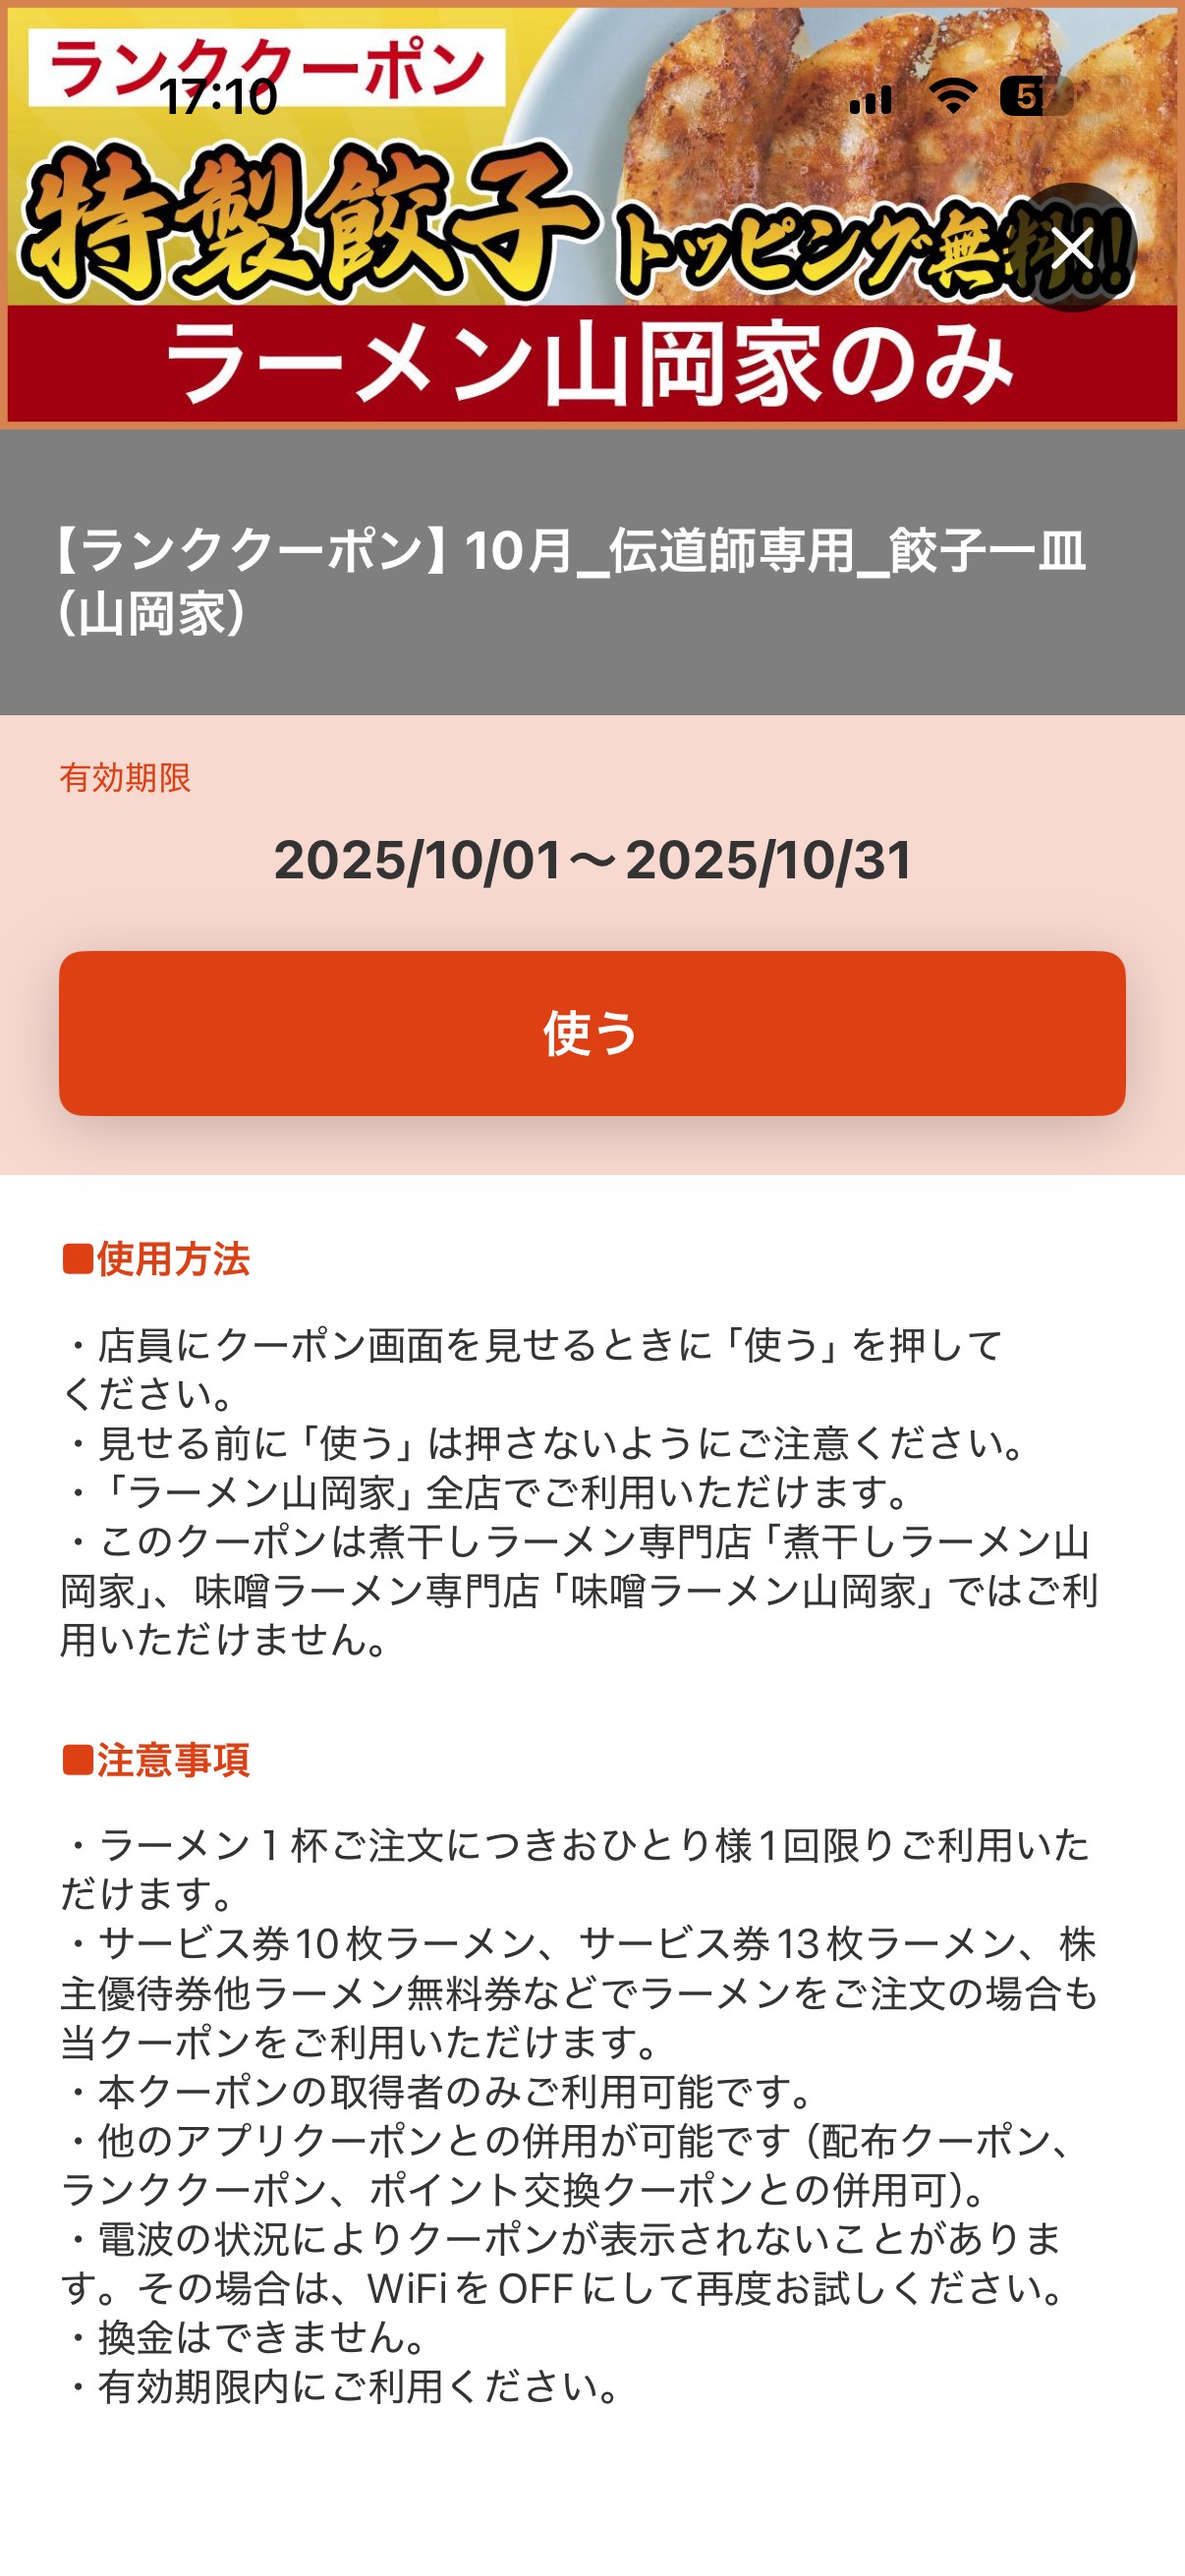 ランククーポン
17:10
特製餃子トッピング無料!!
ラーメン山岡家のみ
【ランククーポン】10月_伝道師専用_餃子一皿
（山岡家）
有効期限
2025/10/01～2025/10/31
使う
■使用方法
・店員にクーポン画面を見せるときに「使う」を押して
ください。
・見せる前に「使う」は押さないようにご注意ください。
・「ラーメン山岡家」全店でご利用いただけます。
・このクーポンは煮干しラーメン専門店「煮干しラーメン山
岡家」、味噌ラーメン専門店「味噌ラーメン山岡家」ではご利
用いただけません。
■注意事項
・ラーメン１杯ご注文につきおひとり様1回限りご利用いた
だけます。
・サービス券10枚ラーメン、サービス券13枚ラーメン、株
主優待券他ラーメン無料券などでラーメンをご注文の場合も
当クーポンをご利用いただけます。
・本クーポンの取得者のみご利用可能です。
・他のアプリクーポンとの併用が可能です（配布クーポン、
ランククーポン、ポイント交換クーポンとの併用可）。
・電波の状況によりクーポンが表示されないことがありま
す。その場合は、WiFiをOFFにして再度お試しください。
・換金はできません。
・有効期限内にご利用ください。